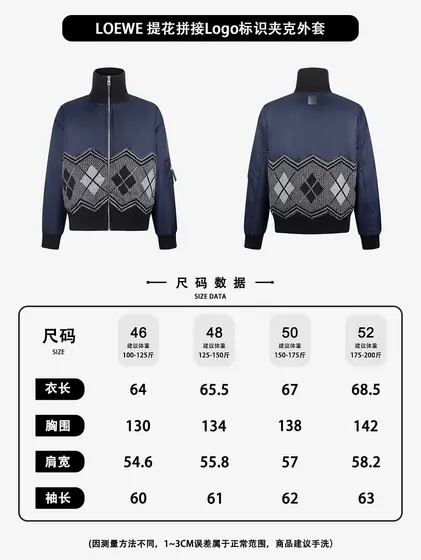 LOEWE 提花拼接Logo标识夹克外套
尺码数据
SIZE DATA
尺码 46 48 50 52
SIZE 建议体重 建议体重 建议体重 建议体重
100-125斤 125-150斤 150-175斤 175-200斤
衣长 64 65.5 67 68.5
胸围 130 134 138 142
肩宽 54.6 55.8 57 58.2
袖长 60 61 62 63
(因测量方法不同，1~3CM误差属于正常范围，商品建议手洗)